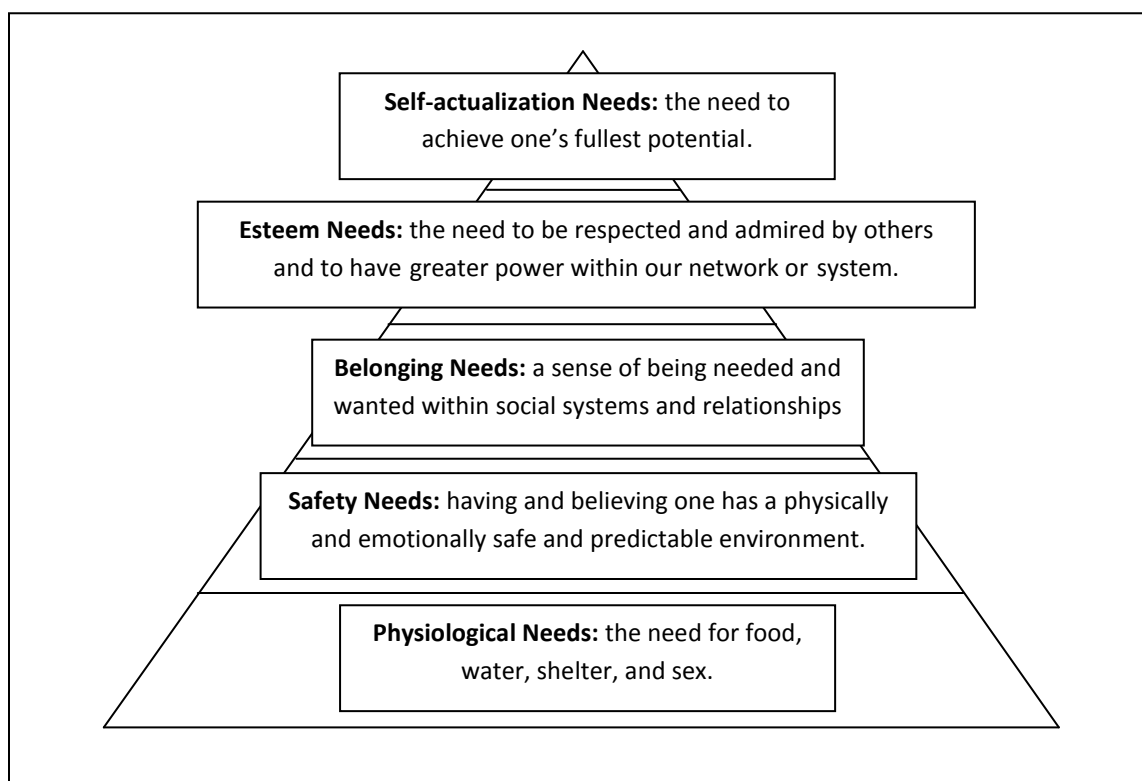 Self-actualization Needs: the need to
achieve one’s fullest potential.
Esteem Needs: the need to be respected and admired by others
and to have greater power within our network or system.
Belonging Needs: a sense of being needed and
wanted within social systems and relationships
Safety Needs: having and believing one has a physically
and emotionally safe and predictable environment.
Physiological Needs: the need for food,
water, shelter, and sex.